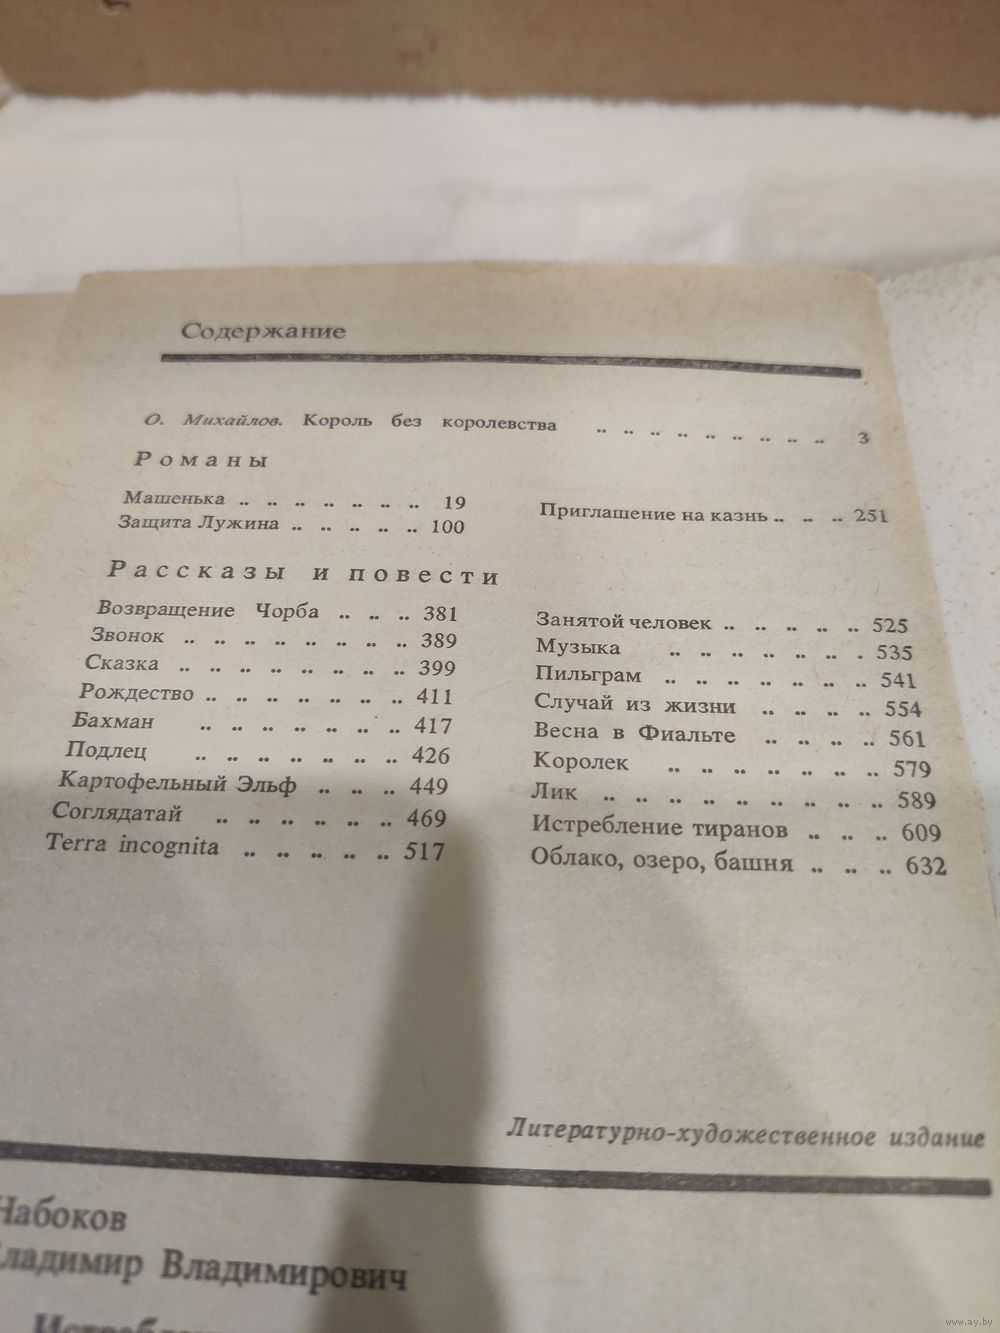 Содержание
О. Михайлов. Король без королевства .. .. .. .. .. .. .. .. .. 3
Романы
Машенька .. .. .. .. .. .. .. 19
Защита Лужина .. .. .. .. .. 100
Приглашение на казнь .. .. .. 251
Рассказы и повести
Возвращение Чорба .. .. .. 381
Звонок .. .. .. .. .. .. .. .. 389
Сказка .. .. .. .. .. .. .. .. 399
Рождество .. .. .. .. .. .. .. 411
Бахман .. .. .. .. .. .. .. 417
Подлец .. .. .. .. .. .. .. 426
Картофельный Эльф .. .. .. 449
Соглядатай .. .. .. .. .. .. 469
Terra incognita .. .. .. .. .. 517
Занятой человек .. .. .. .. .. 525
Музыка .. .. .. .. .. .. . 535
Пильграм .. .. .. .. .. .. .. 541
Случай из жизни .. .. .. .. 554
Весна в Фиальте .. .. .. .. 561
Королек .. .. .. .. .. .. .. 579
Лик .. .. .. .. .. .. .. .. .. 589
Истребление тиранов .. .. .. 609
Облако, озеро, башня .. .. .. 632
Литературно-художественное издание
Набоков
Владимир Владимирович
www.ay.by